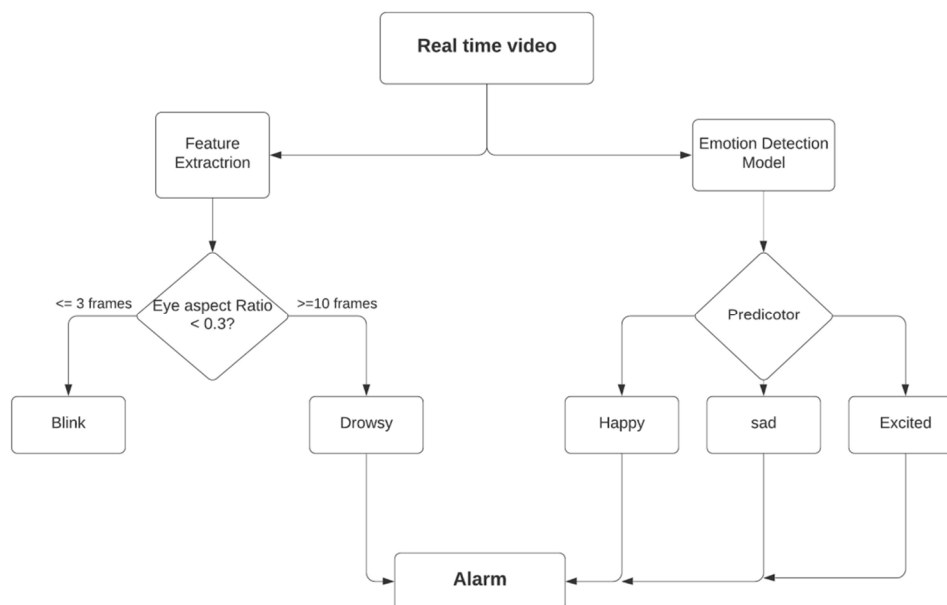 Real time video
Feature
Extractrion
Emotion Detection
Model
<= 3 frames
Eye aspect Ratio
< 0.3?
>=10 frames
Predicotor
Blink
Drowsy
Happy
sad
Excited
Alarm